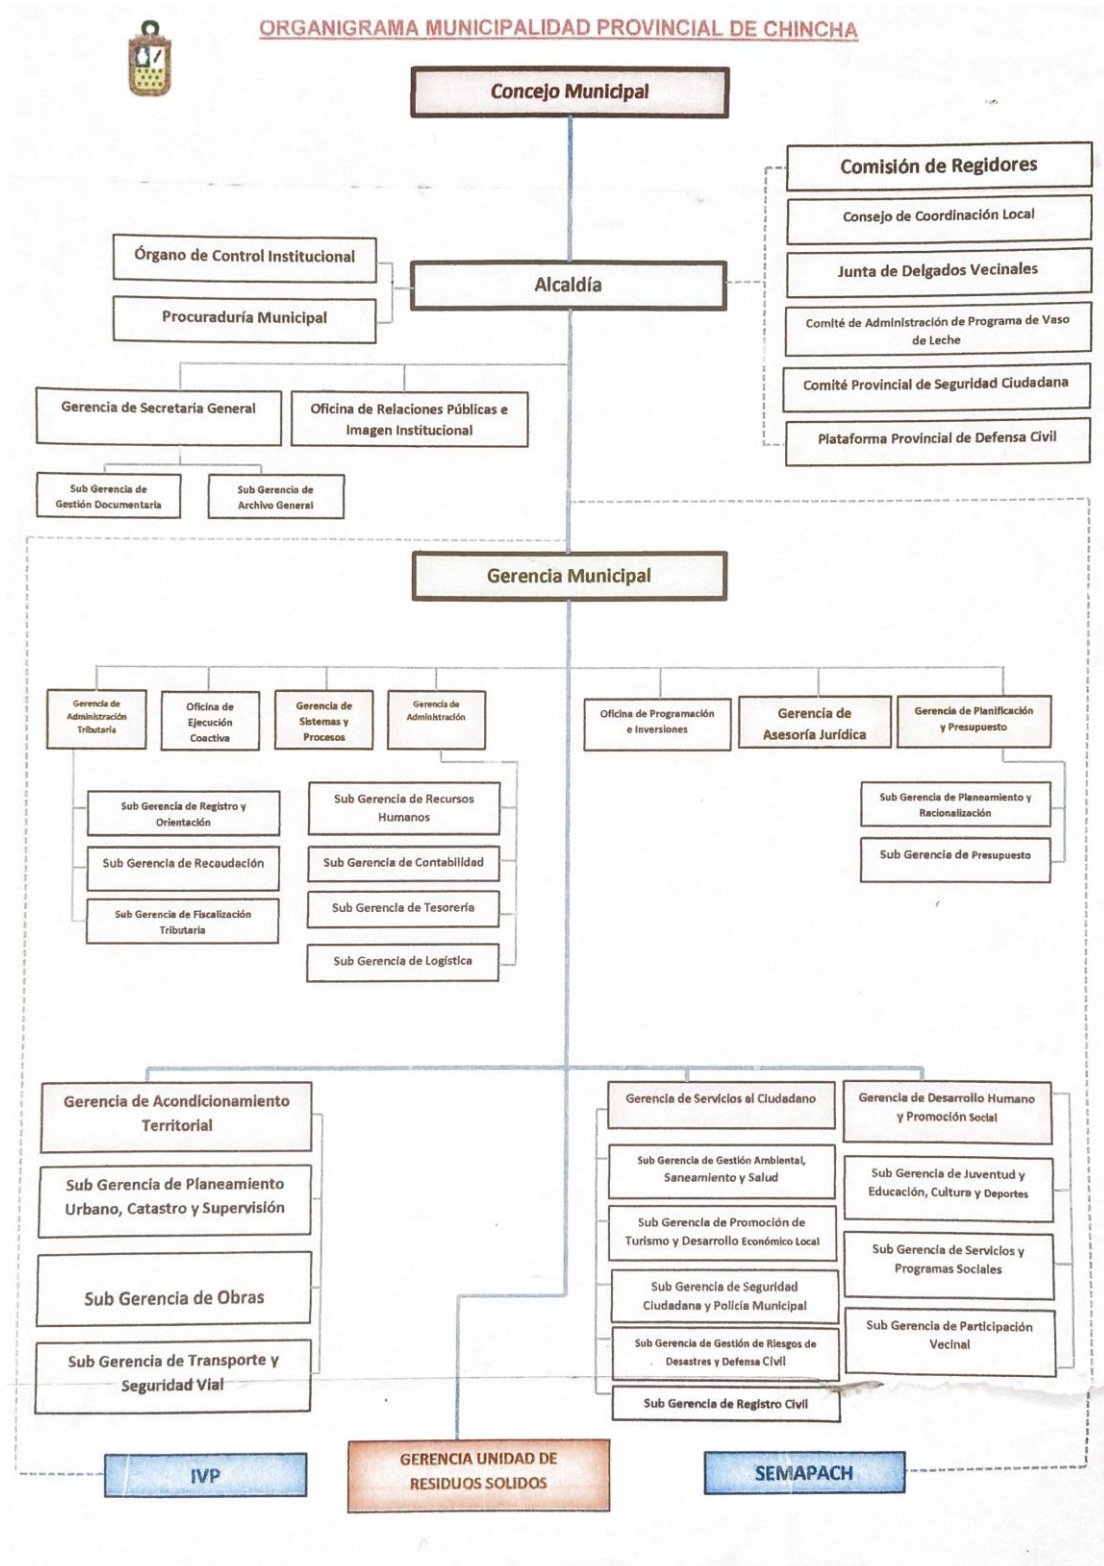 ORGANIGRAMA MUNICIPALIDAD PROVINCIAL DE CHINCHA
Concejo Municipal
Comisión de Regidores
Consejo de Coordinación Local
Junta de Delgados Vecinales
Comité de Administración de Programa de Vaso
de Leche
Comité Provincial de Seguridad Ciudadana
Plataforma Provincial de Defensa Civil
Órgano de Control Institucional
Procuraduría Municipal
Alcaldía
Gerencia de Secretaria General
Oficina de Relaciones Públicas e
Imagen Institucional
Sub Gerencia de
Gestión Documentaria
Sub Gerencia de
Archivo General
Gerencia Municipal
Gerencia de
Administración
Tributaria
Oficina de
Ejecución
Coactiva
Gerencia de
Sistemas y
Procesos
Gerencia de
Administración
Oficina de Programación
e Inversiones
Gerencia de
Asesoría Jurídica
Gerencia de Planificación
y Presupuesto
Sub Gerencia de Registro y
Orientación
Sub Gerencia de Recaudación
Sub Gerencia de Fiscalización
Tributaria
Sub Gerencia de Recursos
Humanos
Sub Gerencia de Contabilidad
Sub Gerencia de Tesorería
Sub Gerencia de Logística
Sub Gerencia de Planeamiento y
Racionalización
Sub Gerencia de Presupuesto
Gerencia de Acondicionamiento
Territorial
Sub Gerencia de Planeamiento
Urbano, Catastro y Supervisión
Sub Gerencia de Obras
Sub Gerencia de Transporte y
Seguridad Vial
Gerencia de Servicios al Ciudadano
Sub Gerencia de Gestión Ambiental,
Saneamiento y Salud
Sub Gerencia de Promoción de
Turismo y Desarrollo Económico Local
Sub Gerencia de Seguridad
Ciudadana y Policía Municipal
Sub Gerencia de Gestión de Riesgos de
Desastres y Defensa Civil
Sub Gerencia de Registro Civil
Gerencia de Desarrollo Humano
y Promoción Social
Sub Gerencia de Juventud y
Educación, Cultura y Deportes
Sub Gerencia de Servicios y
Programas Sociales
Sub Gerencia de Participación
Vecinal
IVP
GERENCIA UNIDAD DE
RESIDUOS SOLIDOS
SEMAPACH